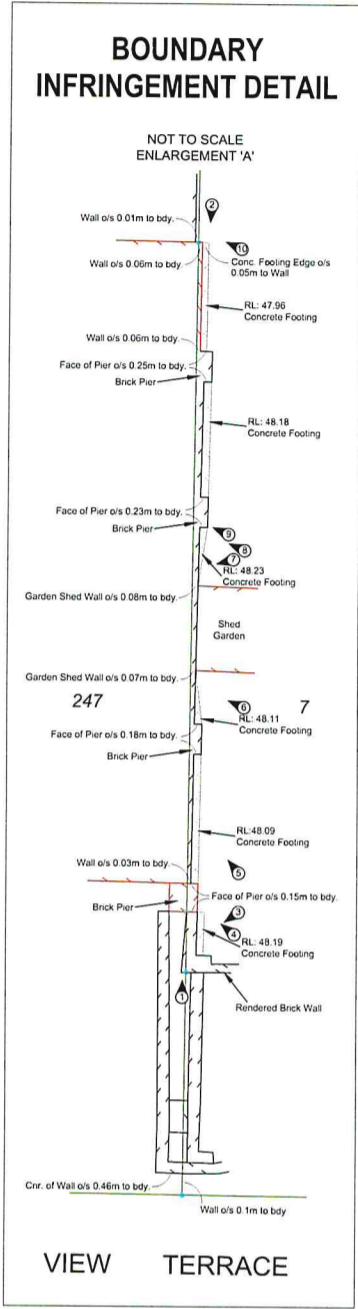 BOUNDARY
INFRINGEMENT DETAIL
NOT TO SCALE
ENLARGEMENT 'A'
2
Wall o/s 0.01m to bdy.
10
Wall o/s 0.06m to bdy.
Conc. Footing Edge o/s
0.05m to Wall
RL: 47.96
Concrete Footing
Wall o/s 0.06m to bdy.
Face of Pier o/s 0.25m to bdy.
Brick Pier
RL: 48.18
Concrete Footing
Face of Pier o/s 0.23m to bdy.
Brick Pier
9
8
7
RL: 48.23
Concrete Footing
Garden Shed Wall o/s 0.08m to bdy.
Shed
Garden
Garden Shed Wall o/s 0.07m to bdy.
247
6
7
RL: 48.11
Concrete Footing
Face of Pier o/s 0.18m to bdy.
Brick Pier
RL:48.09
Concrete Footing
Wall o/s 0.03m to bdy.
5
Brick Pier
Face of Pier o/s 0.15m to bdy.
3
4
RL: 48.19
Concrete Footing
1
Rendered Brick Wall
Cnr. of Wall o/s 0.46m to bdy.
Wall o/s 0.1m to bdy
VIEW TERRACE